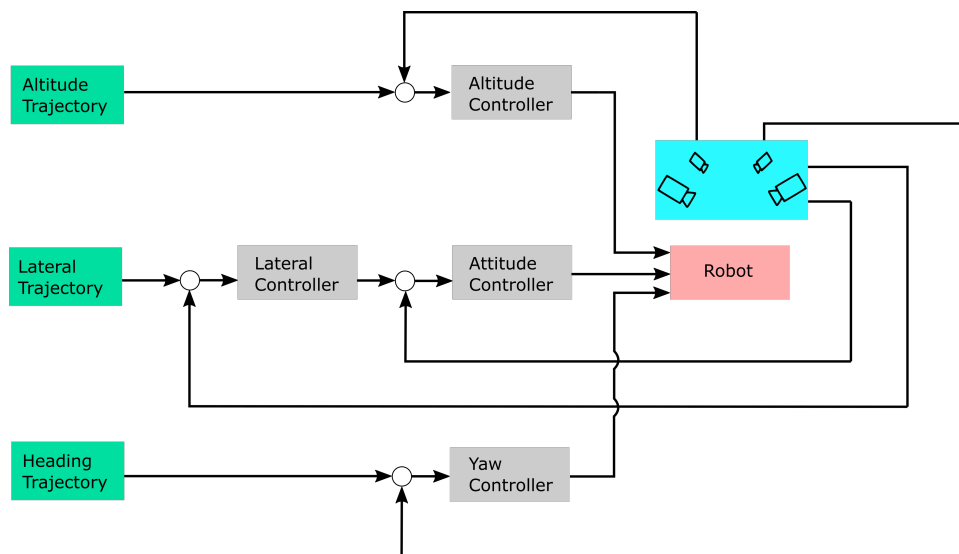 Altitude
Trajectory
Altitude
Controller
Lateral
Trajectory
Lateral
Controller
Attitude
Controller
Robot
Heading
Trajectory
Yaw
Controller